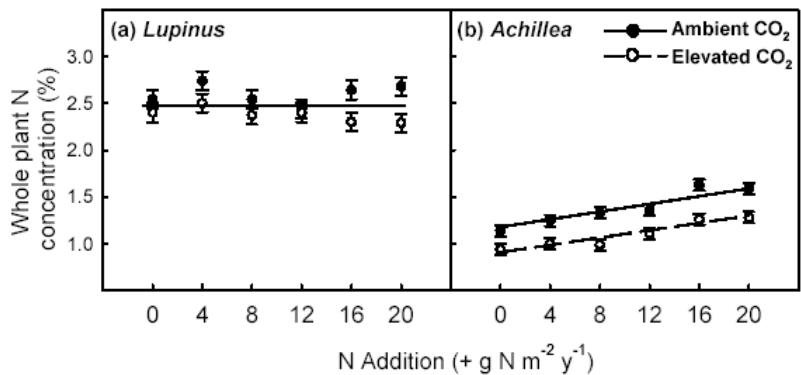 (a) Lupinus
(b) Achillea
Ambient CO₂
Elevated CO₂
Whole plant N
concentration (%)
3.0
2.5
2.0
1.5
1.0
0 4 8 12 16 20
0 4 8 12 16 20
N Addition (+ g N m⁻² y⁻¹)